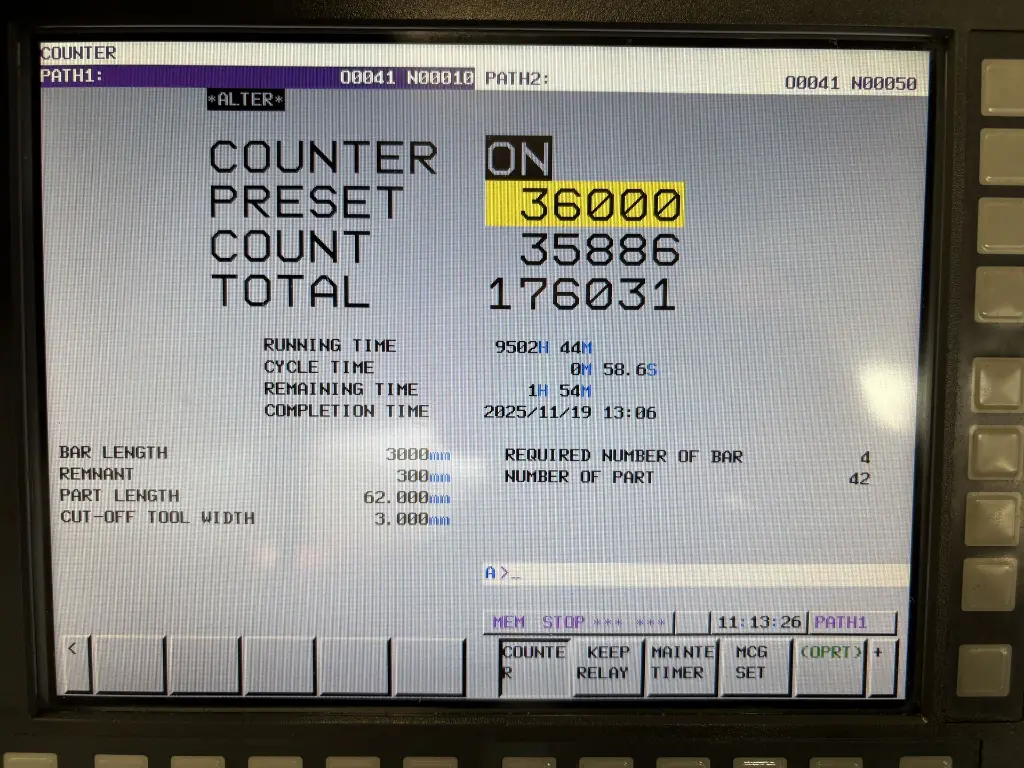 COUNTER
PATH1: O0041 N00010 PATH2: O0041 N00050
*ALTER*
COUNTER ON
PRESET 36000
COUNT 35886
TOTAL 176031
RUNNING TIME 9502H 44M
CYCLE TIME 0M 58.6S
REMAINING TIME 1H 54M
COMPLETION TIME 2025/11/19 13:06
BAR LENGTH 3000mm REQUIRED NUMBER OF BAR 4
REMNANT 300mm NUMBER OF PART 42
PART LENGTH 62.000mm
CUT-OFF TOOL WIDTH 3.000mm
A>_
MEM STOP *** *** 11:13:26 PATH1
< COUNTE KEEP MAINTE MCG (OPRT) +
R RELAY TIMER SET